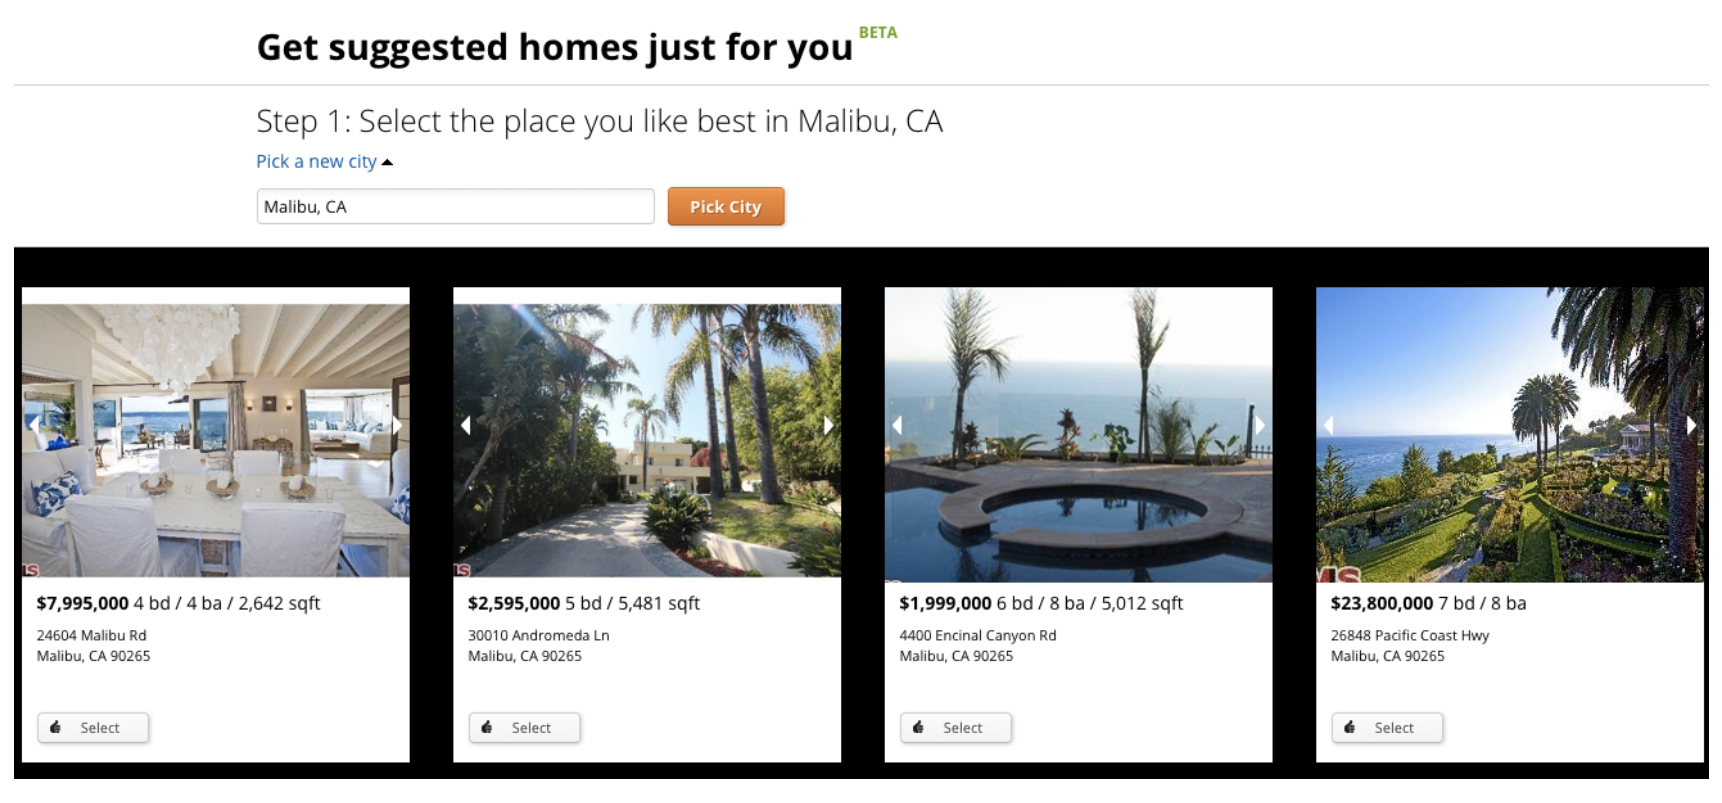 Get suggested homes just for you BETA
Step 1: Select the place you like best in Malibu, CA
Pick a new city
Malibu, CA
Pick City
$7,995,000 4 bd / 4 ba / 2,642 sqft
24604 Malibu Rd
Malibu, CA 90265
Select
$2,595,000 5 bd / 5,481 sqft
30010 Andromeda Ln
Malibu, CA 90265
Select
$1,999,000 6 bd / 8 ba / 5,012 sqft
4400 Encinal Canyon Rd
Malibu, CA 90265
Select
$23,800,000 7 bd / 8 ba
26848 Pacific Coast Hwy
Malibu, CA 90265
Select